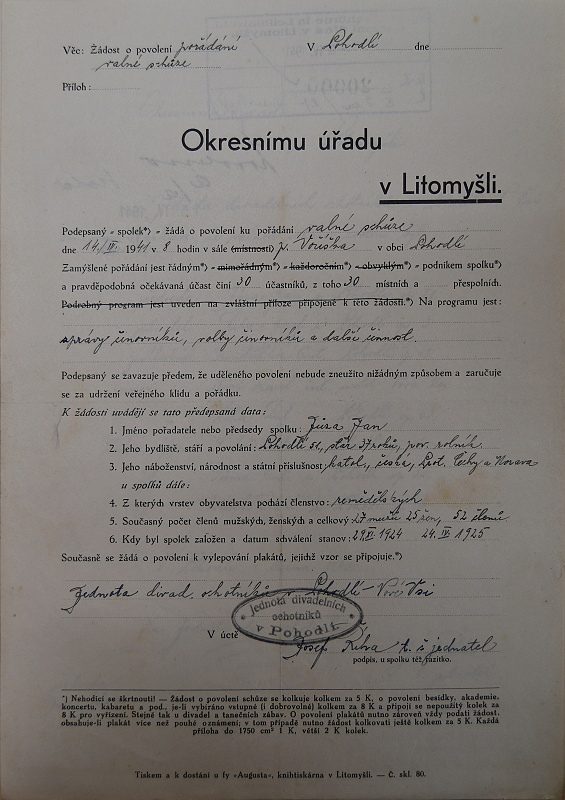 Věc: Žádost o povolení pořádání V Pohodlí dne
valné schůze
Příloh:
Okresnímu úřadu
v Litomyšli.
Podepsaný - spolek*) - žádá o povolení ku pořádání valné schůze
dne 14./III. 1941 v 8 hodin v sále (místnosti) p. Voříška v obci Pohodlí
Zamýšlené pořádání jest řádným*) - mimořádným*) - každoročním*) - obvyklým*) - podnikem spolku*)
a pravděpodobná očekávaná účast činí 30 účastníků, z toho 30 místních a přespolních.
Podrobný program jest uveden na zvláštní příloze připojené k této žádosti.*) Na programu jest:
zprávy činovníků, volby činovníků a další činnost.
Podepsaný se zavazuje předem, že uděleného povolení nebude zneužito nižádným způsobem a zaručuje
se za udržení veřejného klidu a pořádku.
K žádosti uvádějí se tato předepsaná data:
1. Jméno pořadatele nebo předsedy spolku: Jůza Jan
2. Jeho bydliště, stáří a povolání: Pohodlí 51, stár 37 roků, pov. rolník.
3. Jeho náboženství, národnost a státní příslušnost, katol., česká, Prot. Čechy a Morava
u spolků dále:
4. Z kterých vrstev obyvatelstva pochází členstvo: zemědělských
5. Současný počet členů mužských, ženských a celkový: 27 mužů 25 žen, 52 členů
6. Kdy byl spolek založen a datum schválení stanov: 29/XI 1924 24. IV. 1925
Současně se žádá o povolení k vylepování plakátů, jejichž vzor se připojuje.*)
Jednota divad. ochotníků v Pohodlí - Nové Vsi
Jednota divadelních
ochotníků
v Pohodlí.
V úctě
Josef t. č. jednatel
podpis, u spolku též razítko.
*) Nehodící se škrtnouti! — Žádost o povolení schůze se kolkuje kolkem za 5 K, o povolení besídky, akademie,
koncertu, kabaretu a pod., je-li vybíráno vstupné (i dobrovolné) kolkem za 8 K a připojí se nepoužitý kolek za
8 K pro vyřízení. Stejně tak u divadel a tanečních zábav. O povolení plakátů nutno zároveň vždy podati žádost,
obsahuje-li plakát více než pouhé oznámení; v tom případě nutno žádost kolkovati ještě kolkem za 5 K. Každá
příloha do 1750 cm² 1 K, větší 2 K kolek.
Tiskem a k dostání u fy »Augusta«, knihtiskárna v Litomyšli. — Č. skl. 80.